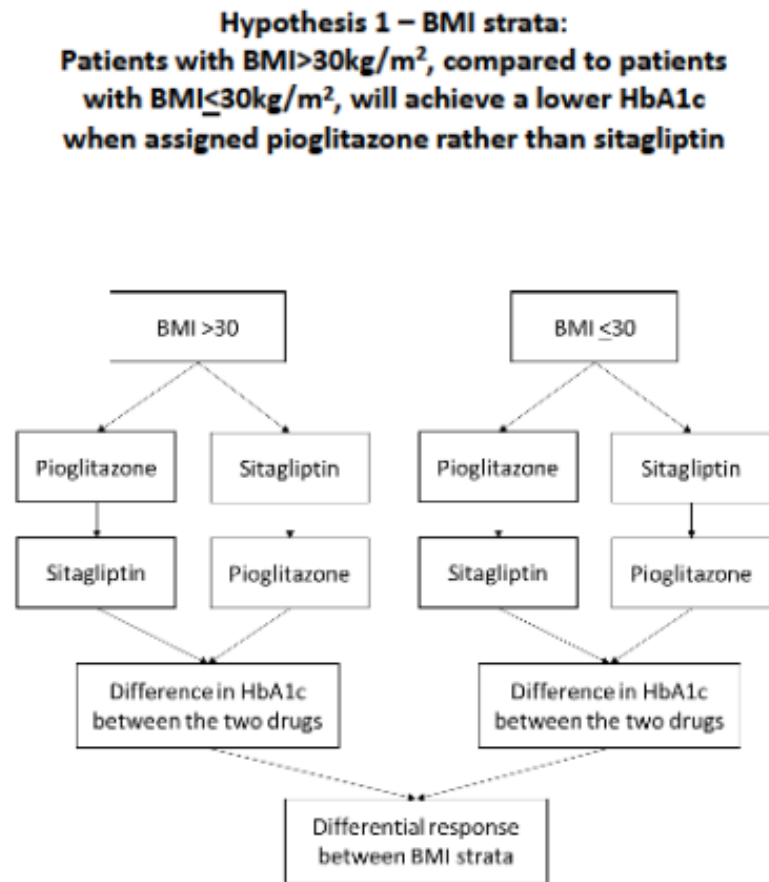 Hypothesis 1 – BMI strata:
Patients with BMI>30kg/m², compared to patients
with BMI≤30kg/m², will achieve a lower HbA1c
when assigned pioglitazone rather than sitagliptin
BMI >30
BMI ≤30
Pioglitazone
Sitagliptin
Pioglitazone
Sitagliptin
Sitagliptin
Pioglitazone
Sitagliptin
Pioglitazone
Difference in HbA1c
between the two drugs
Difference in HbA1c
between the two drugs
Differential response
between BMI strata